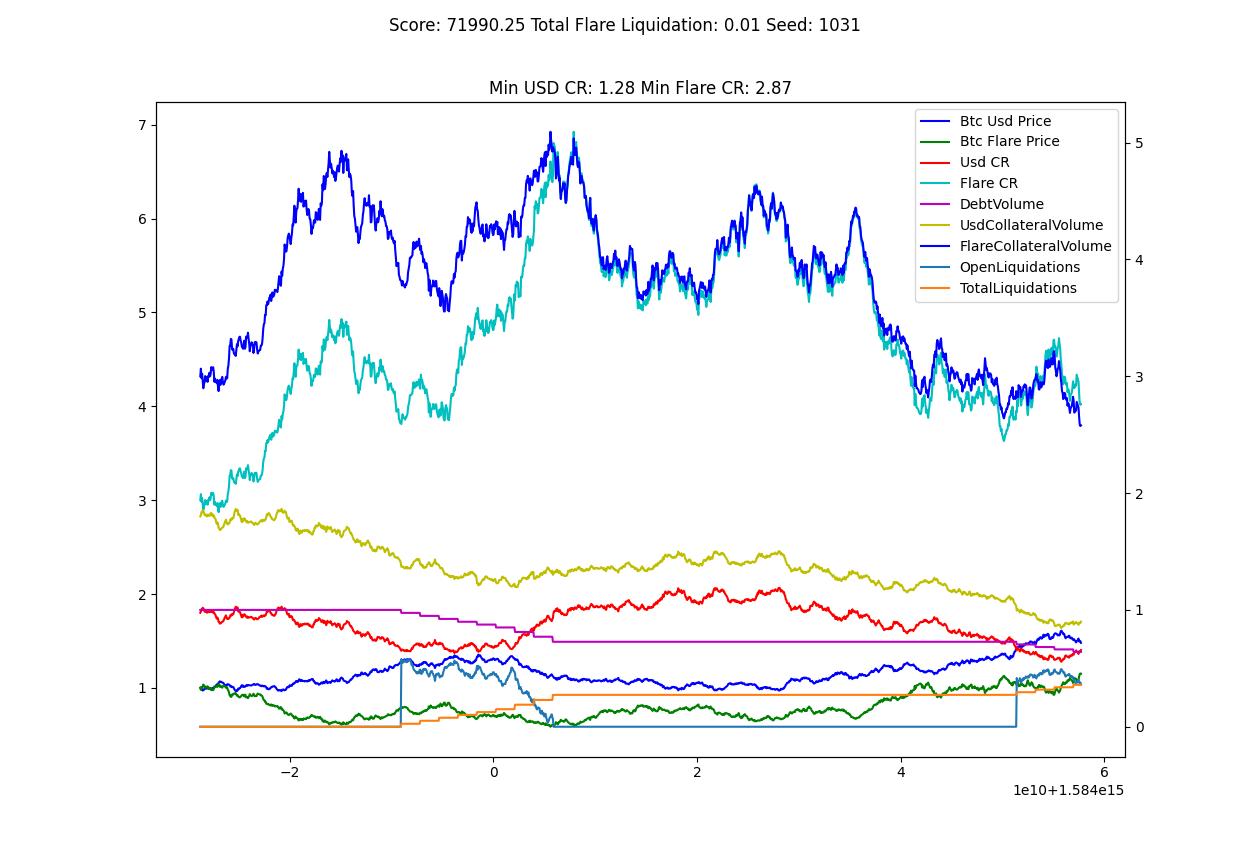 Score: 71990.25 Total Flare Liquidation: 0.01 Seed: 1031
Min USD CR: 1.28 Min Flare CR: 2.87
7
6
5
4
3
2
1
Btc Usd Price
Btc Flare Price
Usd CR
Flare CR
DebtVolume
UsdCollateralVolume
FlareCollateralVolume
OpenLiquidations
TotalLiquidations
5
4
3
2
1
0
−2
0
2
4
6
1e10+1.584e15